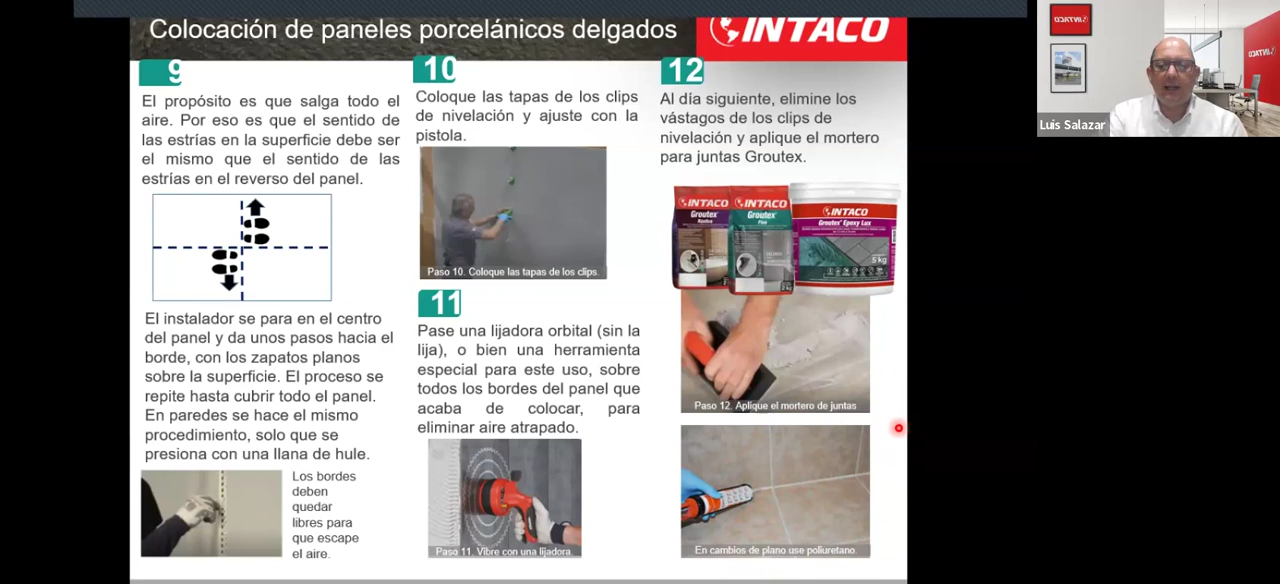 Colocación de paneles porcelánicos delgados
INTACO
9
El propósito es que salga todo el
aire. Por eso es que el sentido de
las estrías en la superficie debe ser
el mismo que el sentido de las
estrías en el reverso del panel.
El instalador se para en el centro
del panel y da unos pasos hacia el
borde, con los zapatos planos
sobre la superficie. El proceso se
repite hasta cubrir todo el panel.
En paredes se hace el mismo
procedimiento, solo que se
presiona con una llana de hule.
Los bordes
deben
quedar
libres para
que escape
el aire.
10
Coloque las tapas de los clips
de nivelación y ajuste con la
pistola.
Paso 10. Coloque las tapas de los clips.
11
Pase una lijadora orbital (sin la
lija), o bien una herramienta
especial para este uso, sobre
todos los bordes del panel que
acaba de colocar, para
eliminar aire atrapado.
Paso 11. Vibre con una lijadora.
12
Al día siguiente, elimine los
vástagos de los clips de
nivelación y aplique el mortero
para juntas Groutex.
INTACO
Groutex
INTACO
Groutex
INTACO
Groutex Epoxy Lux
5 kg
Paso 12. Aplique el mortero de juntas
En cambios de plano use poliuretano.
INTACO
INTACO
Luis Salazar